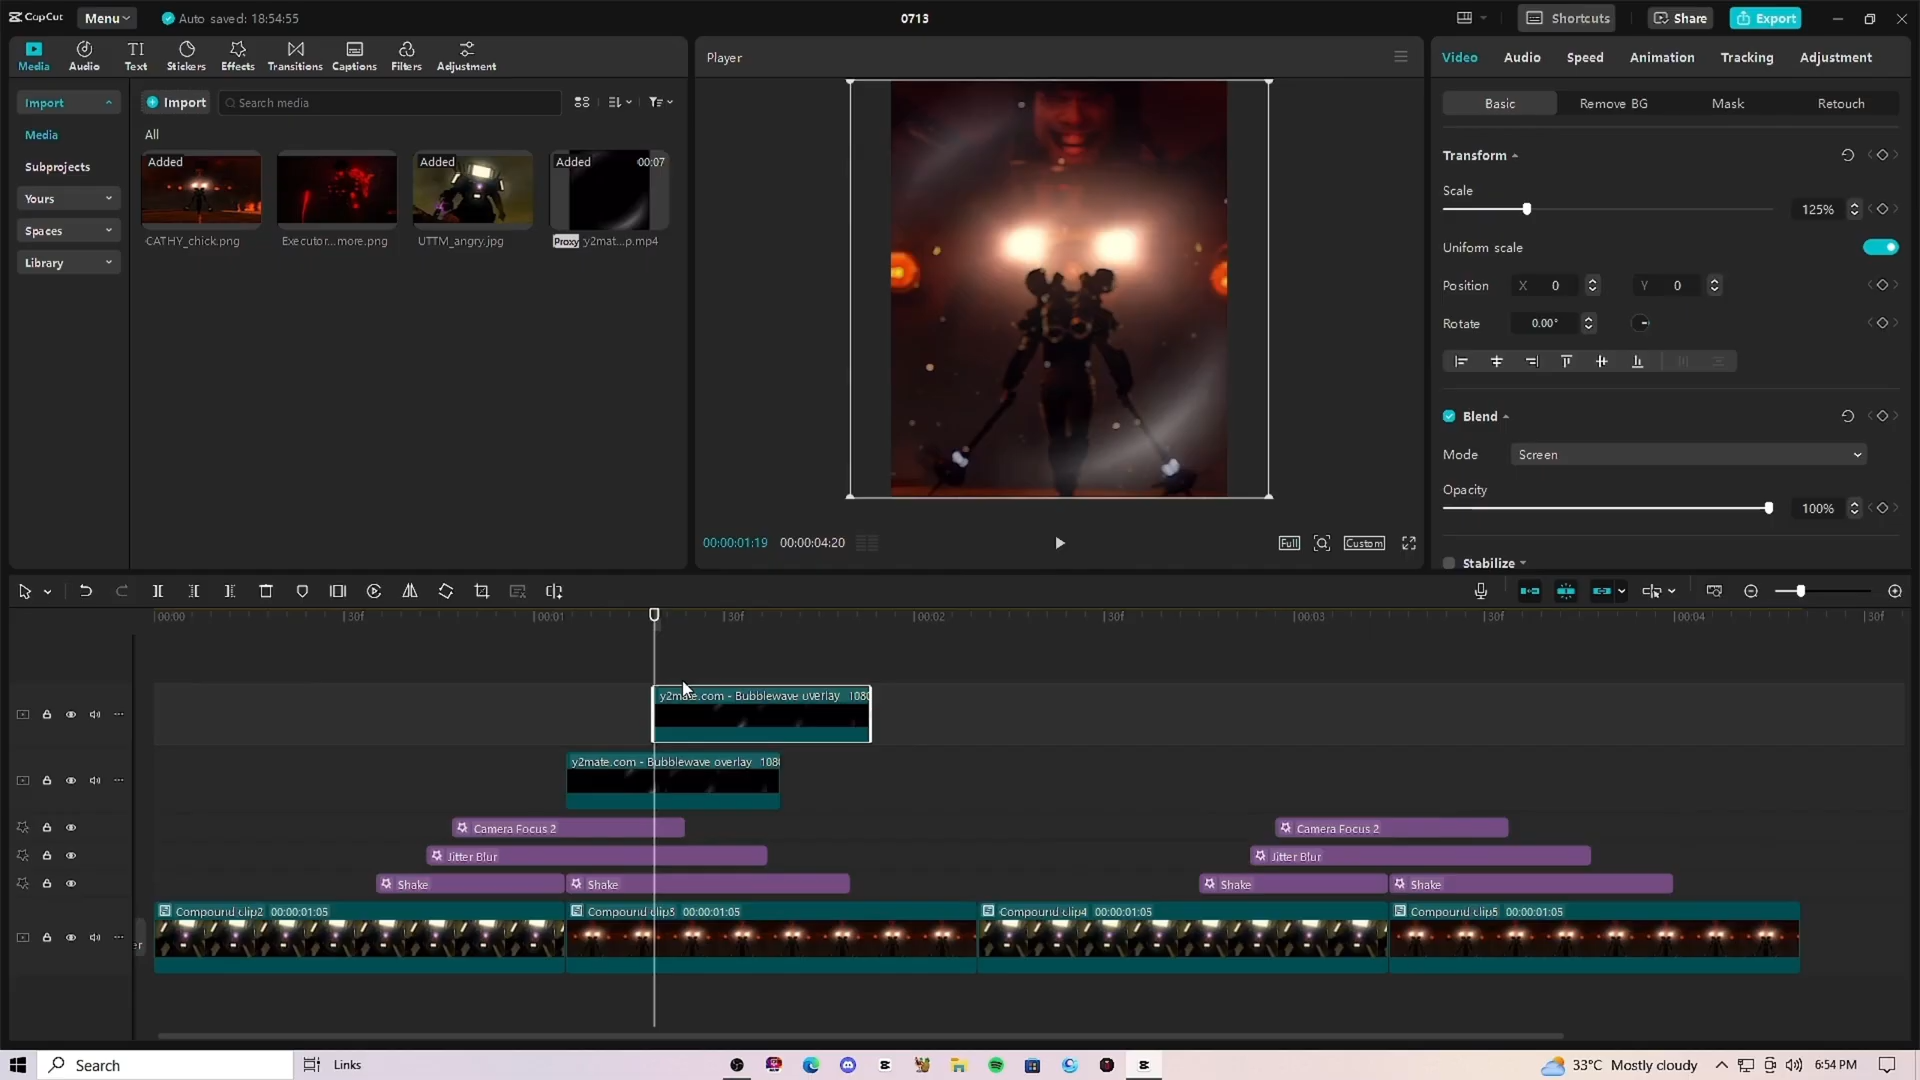 CapCut
Menu
Auto saved: 18:54:55
0713
Shortcuts
Share
Export
Media
Audio
Text
Stickers
Effects
Transitions
Captions
Filters
Adjustment
Import
Media
Subprojects
Yours
Spaces
Library
Import
Search media
All
Added
Added
Added
00:07
CATHY_chick.png
Executor...more.png
UTTM_angry.jpg
Proxy y2mat...p.mp4
Player
00:00:01:19
00:00:04:20
Full
Custom
Video
Audio
Speed
Animation
Tracking
Adjustment
Basic
Remove BG
Mask
Retouch
Transform
Scale
125%
Uniform scale
Position
X 0
Y 0
Rotate
0.00°
Blend
Mode
Screen
Opacity
100%
Stabilize
00:00
30f
00:01
30f
00:02
30f
00:03
30f
00:04
30f
y2mate.com - Bubblewave overlay 108
y2mate.com - Bubblewave overlay 108
Camera Focus 2
Camera Focus 2
Jitter Blur
Jitter Blur
Shake
Shake
Shake
Shake
Compound clip2 00:00:01:05
Compound clip3 00:00:01:05
Compound clip4 00:00:01:05
Compound clip5 00:00:01:05
er
Search
Links
33°C Mostly cloudy
6:54 PM